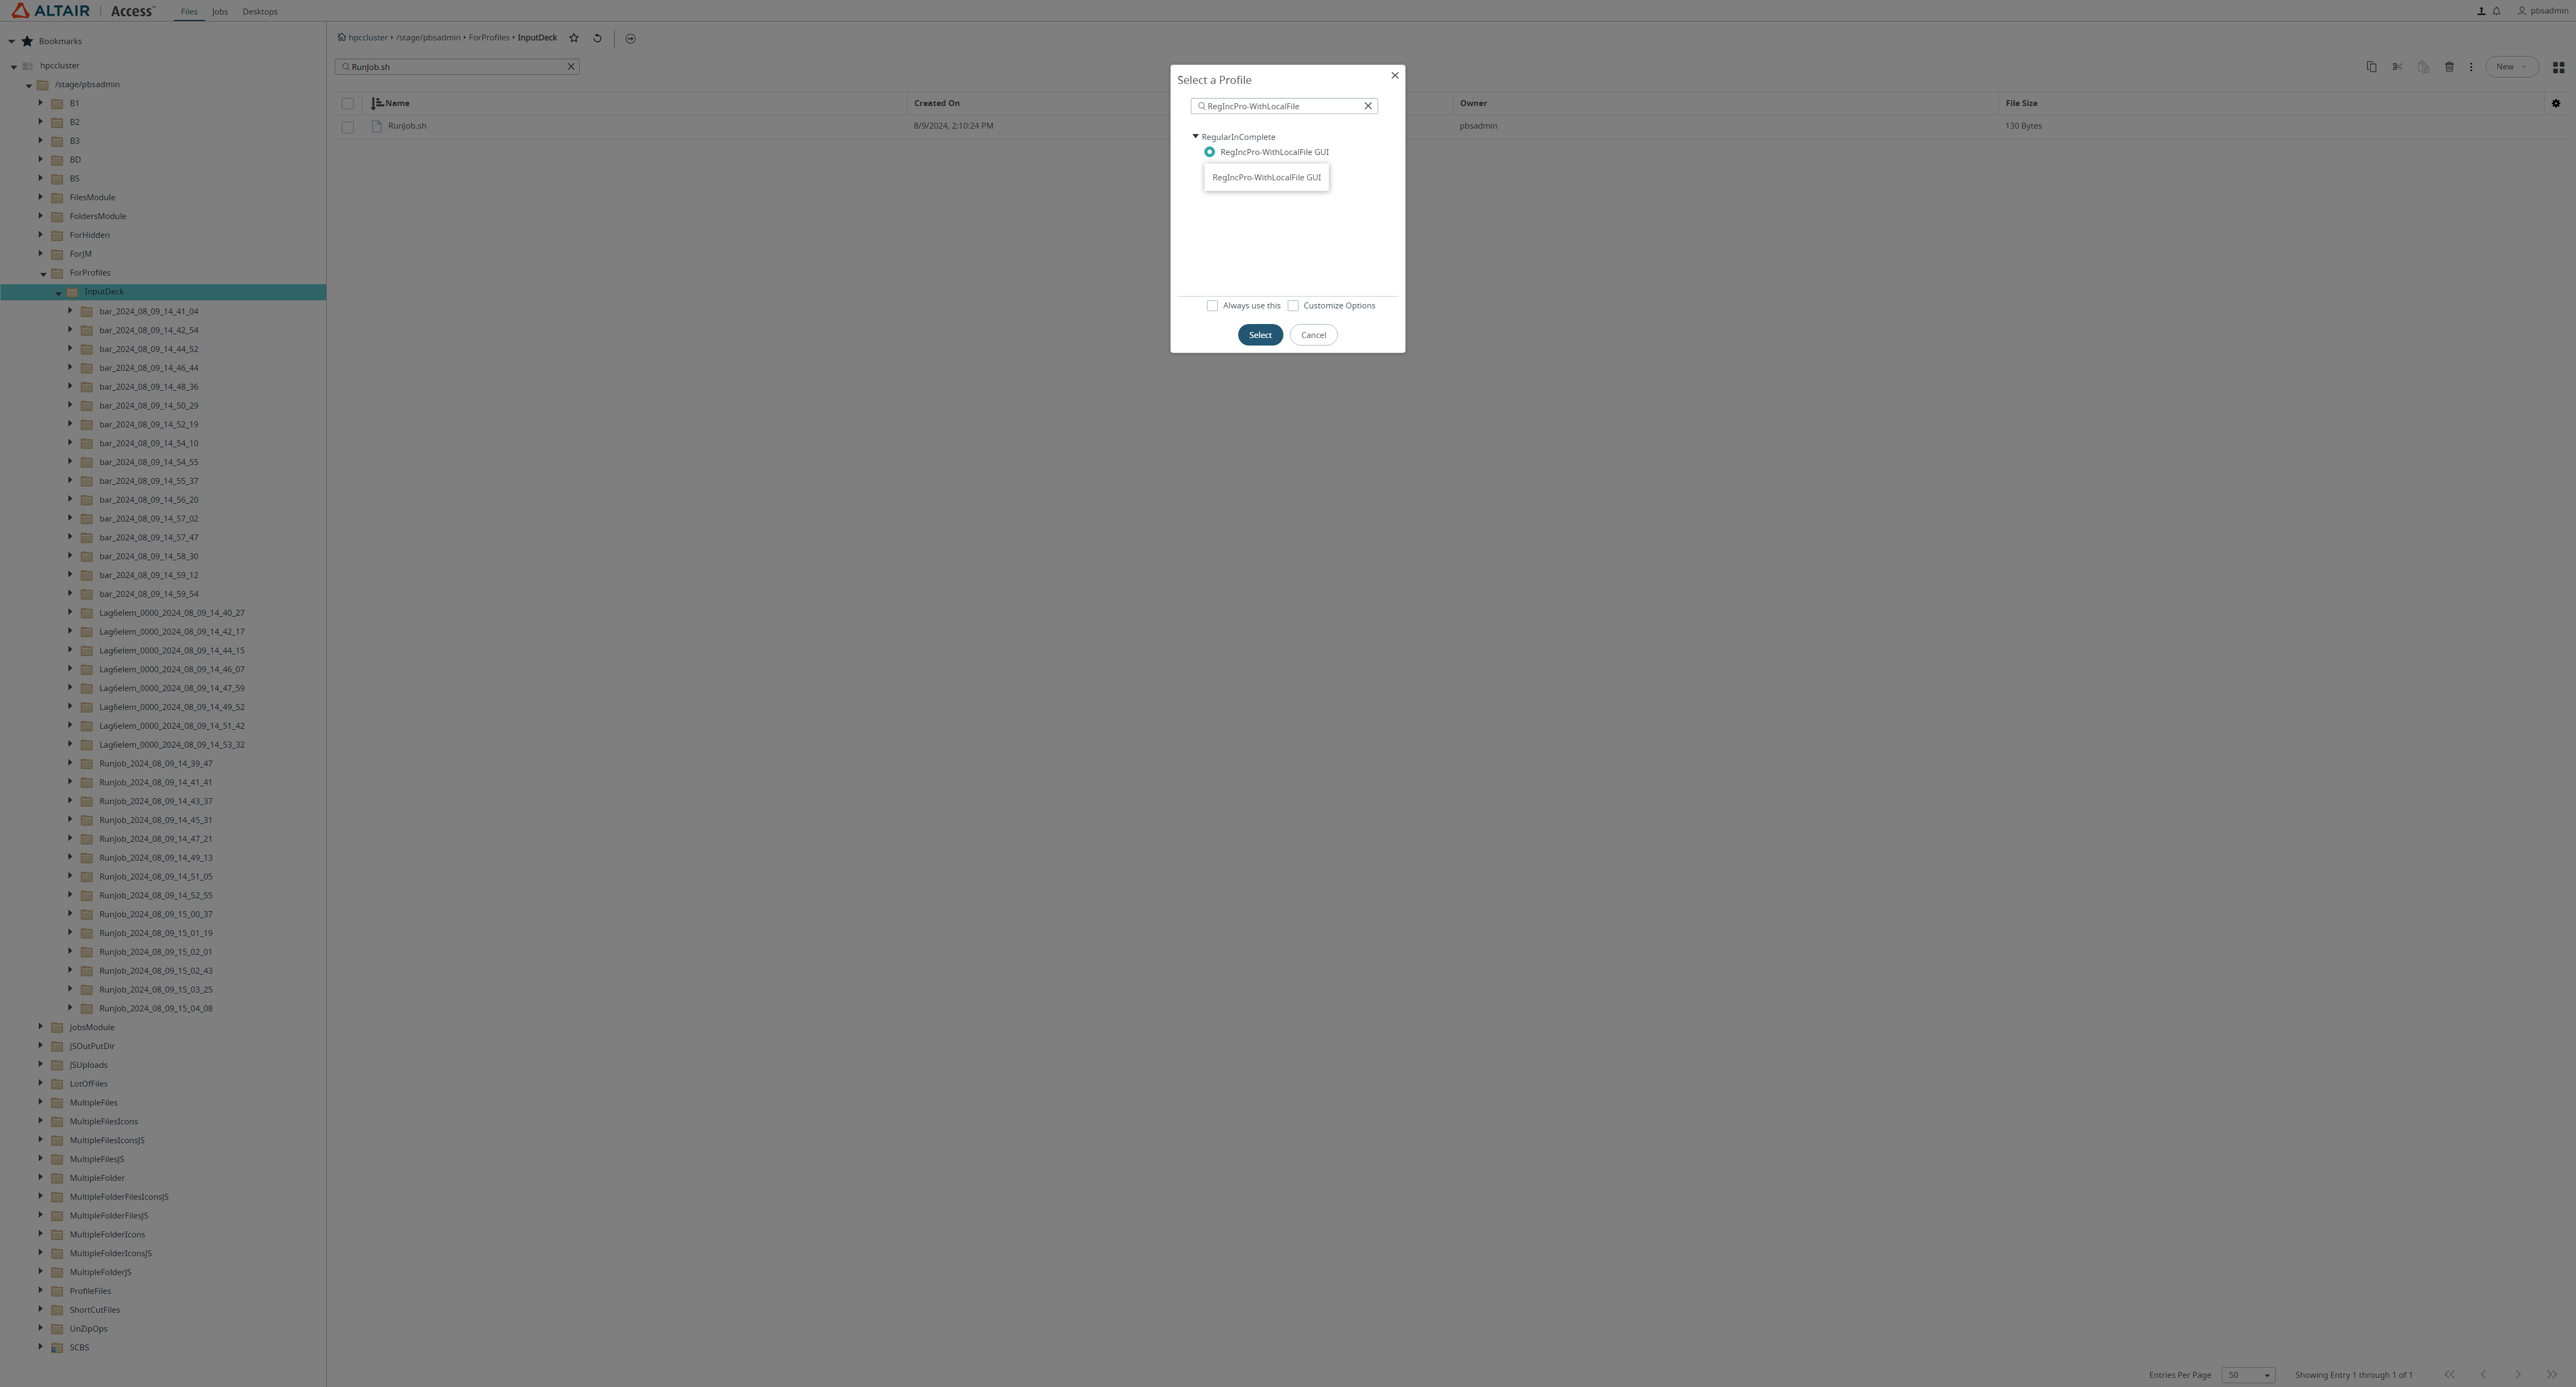 ALTAIR | Access™
Files
Jobs
Desktops
pbsadmin
Bookmarks
hpccluster
/stage/pbsadmin
B1
B2
B3
BD
BS
FilesModule
FoldersModule
ForHidden
ForJM
ForProfiles
InputDeck
bar_2024_08_09_14_41_04
bar_2024_08_09_14_42_54
bar_2024_08_09_14_44_52
bar_2024_08_09_14_46_44
bar_2024_08_09_14_48_36
bar_2024_08_09_14_50_29
bar_2024_08_09_14_52_19
bar_2024_08_09_14_54_10
bar_2024_08_09_14_54_55
bar_2024_08_09_14_55_37
bar_2024_08_09_14_56_20
bar_2024_08_09_14_57_02
bar_2024_08_09_14_57_47
bar_2024_08_09_14_58_30
bar_2024_08_09_14_59_12
bar_2024_08_09_14_59_54
Lag6elem_0000_2024_08_09_14_40_27
Lag6elem_0000_2024_08_09_14_42_17
Lag6elem_0000_2024_08_09_14_44_15
Lag6elem_0000_2024_08_09_14_46_07
Lag6elem_0000_2024_08_09_14_47_59
Lag6elem_0000_2024_08_09_14_49_52
Lag6elem_0000_2024_08_09_14_51_42
Lag6elem_0000_2024_08_09_14_53_32
RunJob_2024_08_09_14_39_47
RunJob_2024_08_09_14_41_41
RunJob_2024_08_09_14_43_37
RunJob_2024_08_09_14_45_31
RunJob_2024_08_09_14_47_21
RunJob_2024_08_09_14_49_13
RunJob_2024_08_09_14_51_05
RunJob_2024_08_09_14_52_55
RunJob_2024_08_09_15_00_37
RunJob_2024_08_09_15_01_19
RunJob_2024_08_09_15_02_01
RunJob_2024_08_09_15_02_43
RunJob_2024_08_09_15_03_25
RunJob_2024_08_09_15_04_08
JobsModule
JSOutPutDir
JSUploads
LotOfFiles
MultipleFiles
MultipleFilesIcons
MultipleFilesIconsJS
MultipleFilesJS
MultipleFolder
MultipleFolderFilesIconsJS
MultipleFolderFilesJS
MultipleFolderIcons
MultipleFolderIconsJS
MultipleFolderJS
ProfileFiles
ShortCutFiles
UnZipOps
SCBS
hpccluster /stage/pbsadmin ForProfiles InputDeck
RunJob.sh
New
Name
Created On
Owner
File Size
RunJob.sh
8/9/2024, 2:10:24 PM
pbsadmin
130 Bytes
Select a Profile
RegIncPro-WithLocalFile
RegularInComplete
RegIncPro-WithLocalFile GUI
RegIncPro-WithLocalFile GUI
Always use this
Customize Options
Select
Cancel
Entries Per Page
50
Showing Entry 1 through 1 of 1